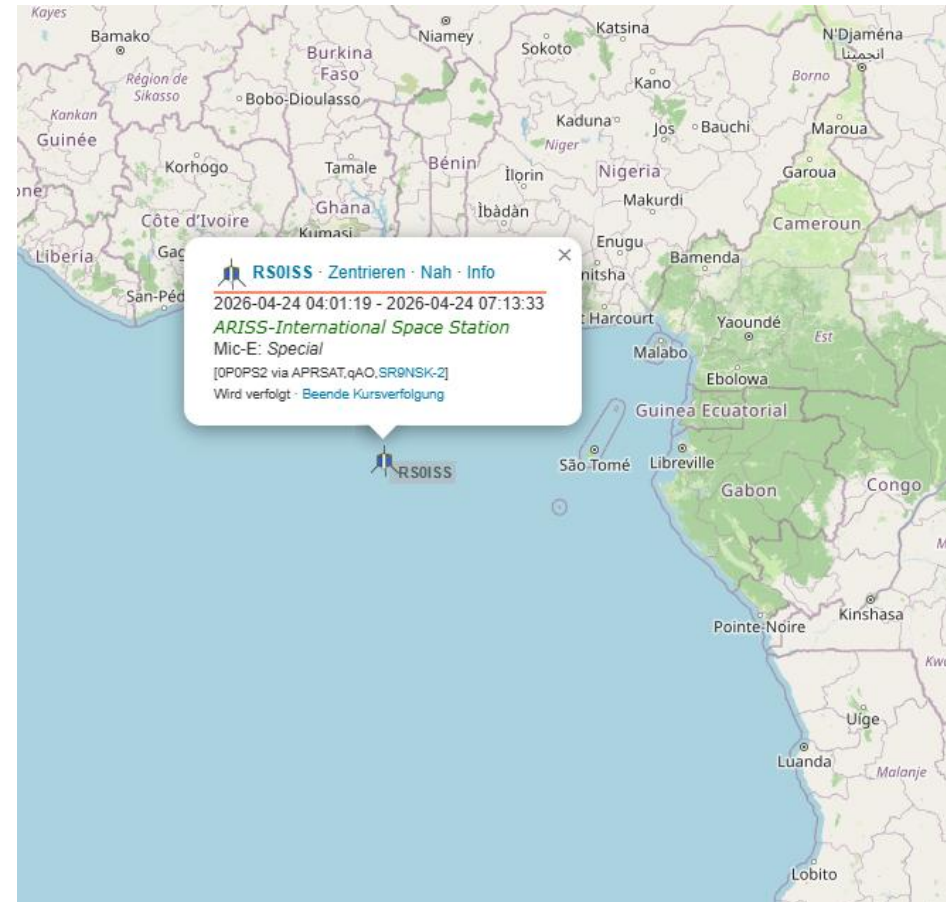 Kayes
Bamako
Niamey
Katsina
Sokoto
N'Djaména
انجمينا
Burkina
Faso
Région de
Sikasso
Bobo-Dioulasso
Kano
Borno
Kankan
Guinée
Kaduna
Jos
Bauchi
Maroua
Niger
Korhogo
Tamale
Bénin
Ilorin
Nigeria
Garoua
Ghana
Ìbàdàn
Makurdi
Côte d'Ivoire
Kumasi
Cameroun
Liberia
Enugu
Bamenda
×
RS0ISS · Zentrieren · Nah · Info
2026-04-24 04:01:19 - 2026-04-24 07:13:33
ARISS-International Space Station
Mic-E: Special
[0P0PS2 via APRSAT,qAO,SR9NSK-2]
Wird verfolgt · Beende Kursverfolgung
RS0ISS
Yaoundé
Est
Malabo
Ebolowa
Guinea Ecuatorial
São Tomé
Libreville
Gabon
Congo
Kinshasa
Pointe-Noire
Uíge
Luanda
Malanje
Lobito